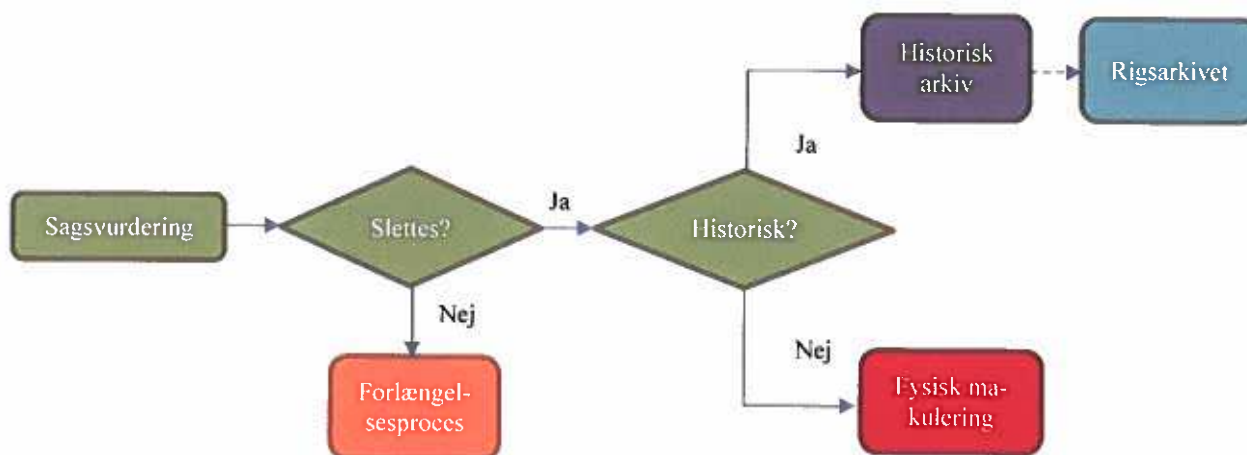 Historisk
arkiv
Rigsarkivet
Ja
Sagsvurdering
Slettes?
Ja
Historisk?
Nej
Forlængel-
sesproces
Nej
Fysisk ma-
kulering